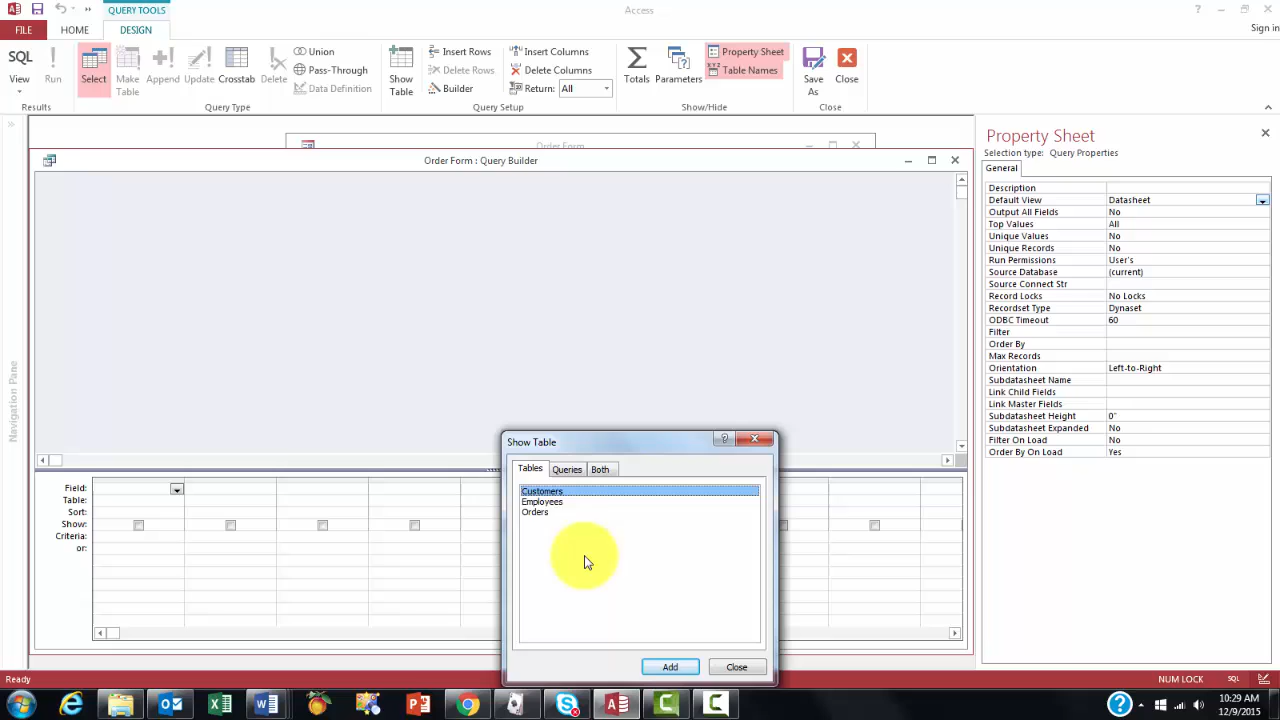 QUERY TOOLS
Access
FILE
HOME
DESIGN
Sign in
SQL
View
Run
Results
Select
Make Table
Append
Update
Crosstab
Delete
Union
Pass-Through
Data Definition
Query Type
Show Table
Insert Rows
Delete Rows
Builder
Insert Columns
Delete Columns
Return: All
Query Setup
Totals
Parameters
Property Sheet
Table Names
Show/Hide
Save As
Close
Close
Navigation Pane
Order Form
Order Form : Query Builder
Field:
Table:
Sort:
Show:
Criteria:
or:
Show Table
Tables
Queries
Both
Customers
Employees
Orders
Add
Close
Property Sheet
Selection type: Query Properties
General
Description
Default View Datasheet
Output All Fields No
Top Values All
Unique Values No
Unique Records No
Run Permissions User's
Source Database (current)
Source Connect Str
Record Locks No Locks
Recordset Type Dynaset
ODBC Timeout 60
Filter
Order By
Max Records
Orientation Left-to-Right
Subdatasheet Name
Link Child Fields
Link Master Fields
Subdatasheet Height 0"
Subdatasheet Expanded No
Filter On Load No
Order By On Load Yes
Ready
NUM LOCK
SQL
10:29 AM
12/9/2015